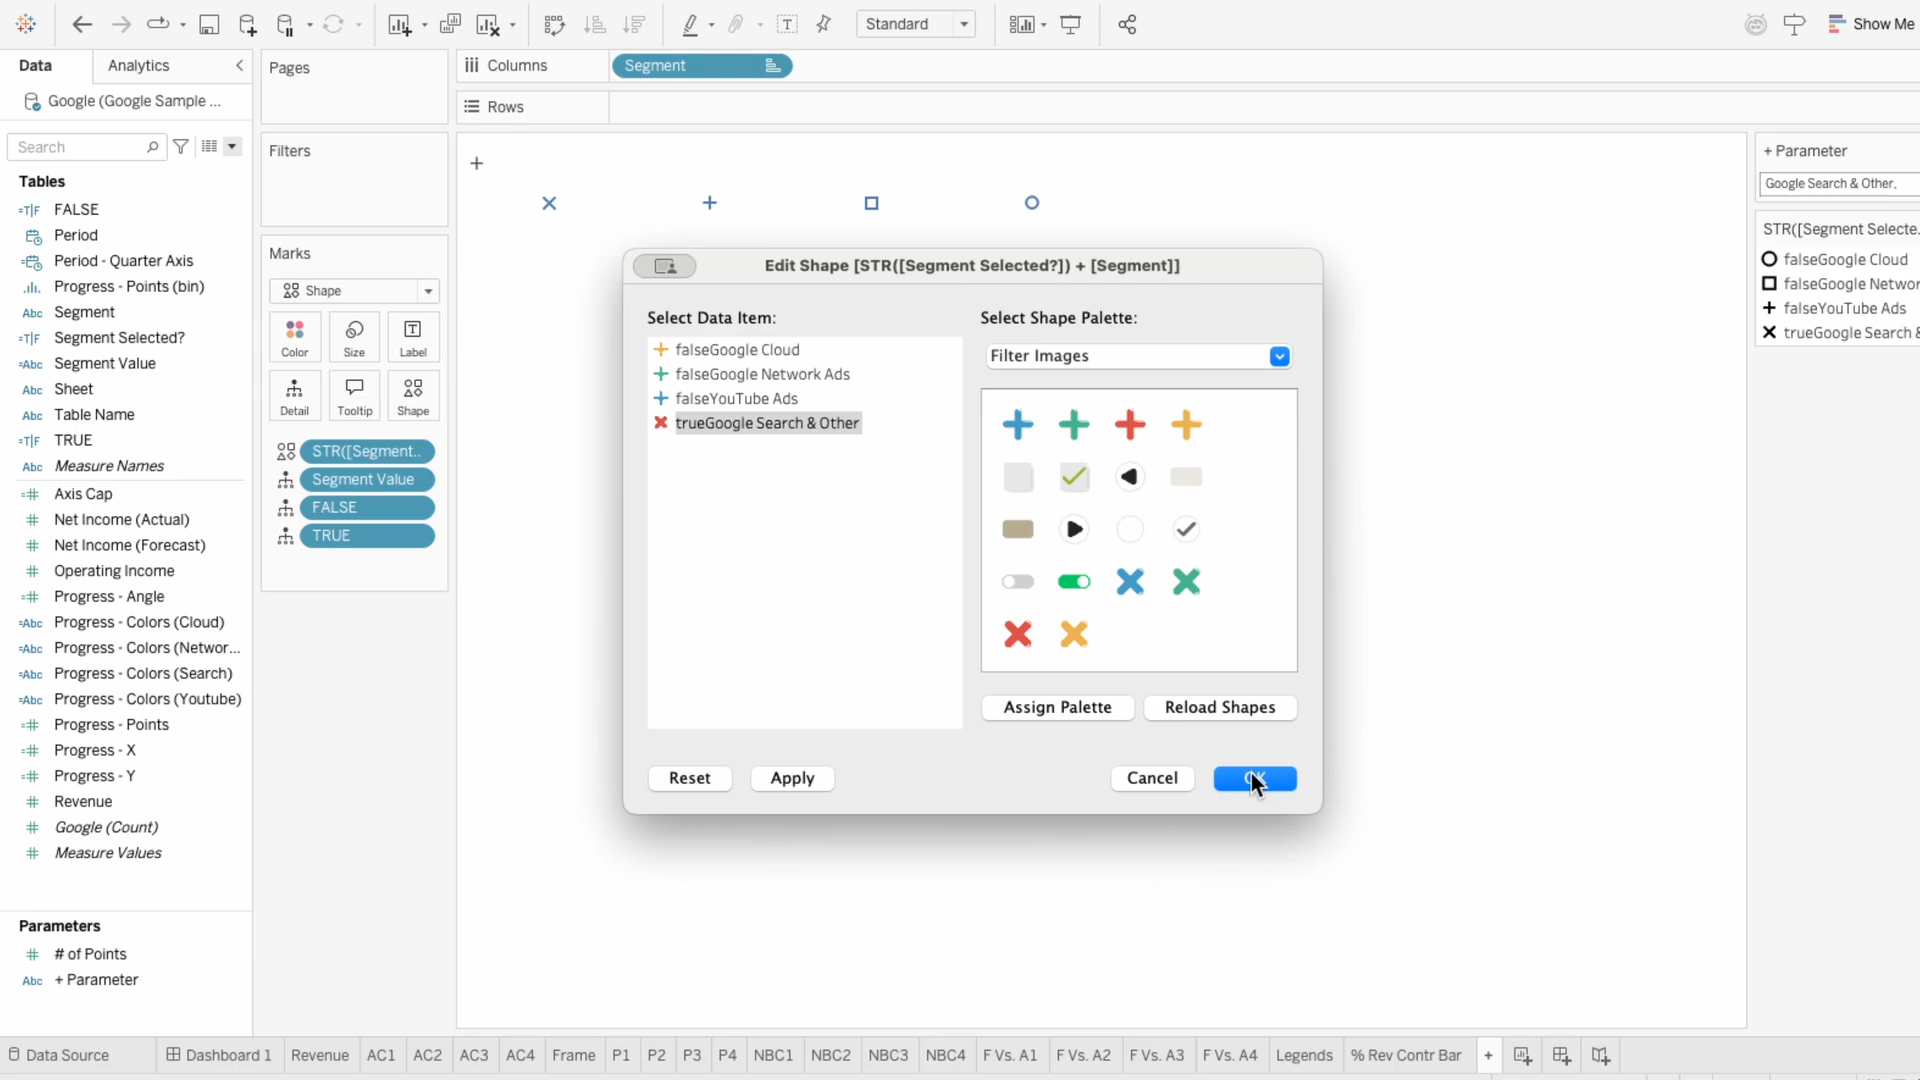 Standard
Show Me
Data
Analytics
Google (Google Sample ...
Search
Tables
FALSE
Period
Period - Quarter Axis
Progress - Points (bin)
Segment
Segment Selected?
Segment Value
Sheet
Table Name
TRUE
Measure Names
Axis Cap
Net Income (Actual)
Net Income (Forecast)
Operating Income
Progress - Angle
Progress - Colors (Cloud)
Progress - Colors (Networ...
Progress - Colors (Search)
Progress - Colors (Youtube)
Progress - Points
Progress - X
Progress - Y
Revenue
Google (Count)
Measure Values
Parameters
# of Points
+ Parameter
Pages
Filters
Marks
Shape
Color
Size
Label
Detail
Tooltip
Shape
STR([Segment..
Segment Value
FALSE
TRUE
Columns
Segment
Rows
Edit Shape [STR([Segment Selected?]) + [Segment]]
Select Data Item:
falseGoogle Cloud
falseGoogle Network Ads
falseYouTube Ads
trueGoogle Search & Other
Select Shape Palette:
Filter Images
Assign Palette
Reload Shapes
Reset
Apply
Cancel
+ Parameter
Google Search & Other,
STR([Segment Selecte..
falseGoogle Cloud
falseGoogle Networ
falseYouTube Ads
trueGoogle Search &
Data Source
Dashboard 1
Revenue
AC1
AC2
AC3
AC4
Frame
P1
P2
P3
P4
NBC1
NBC2
NBC3
NBC4
F Vs. A1
F Vs. A2
F Vs. A3
F Vs. A4
Legends
% Rev Contr Bar
+